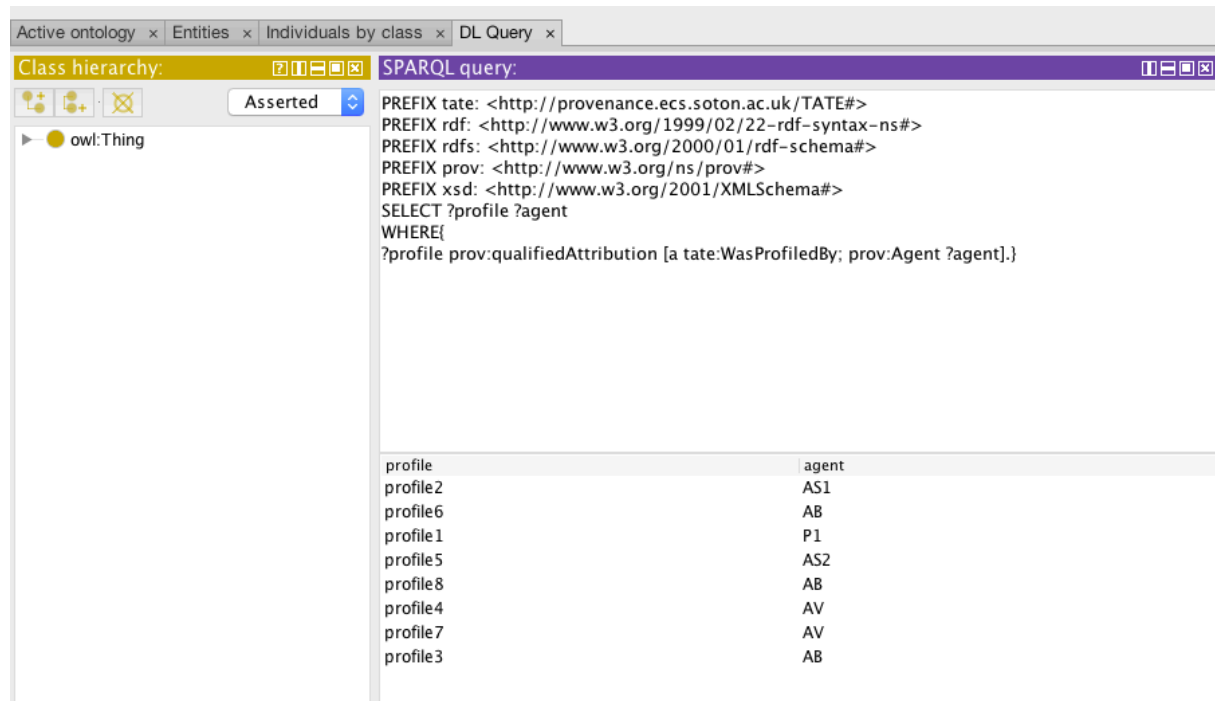 Active ontology × Entities × Individuals by class × DL Query ×
Class hierarchy:
Asserted
owl:Thing
SPARQL query:
PREFIX tate: <http://provenance.ecs.soton.ac.uk/TATE#>
PREFIX rdf: <http://www.w3.org/1999/02/22-rdf-syntax-ns#>
PREFIX rdfs: <http://www.w3.org/2000/01/rdf-schema#>
PREFIX prov: <http://www.w3.org/ns/prov#>
PREFIX xsd: <http://www.w3.org/2001/XMLSchema#>
SELECT ?profile ?agent
WHERE{
?profile prov:qualifiedAttribution [a tate:WasProfiledBy; prov:Agent ?agent].}
profile agent
profile2 AS1
profile6 AB
profile1 P1
profile5 AS2
profile8 AB
profile4 AV
profile7 AV
profile3 AB